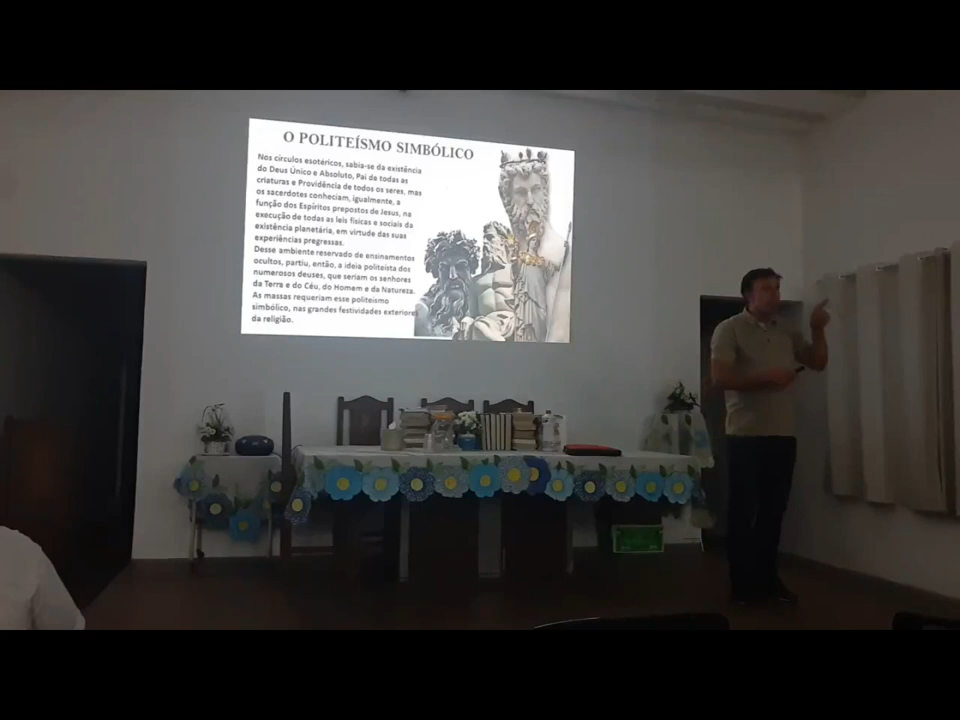 O POLITEÍSMO SIMBÓLICO
Nos círculos esotéricos, sabia-se da existência
do Deus Único e Absoluto, Pai de todas as
criaturas e Providência de todos os seres, mas
os sacerdotes conheciam, igualmente, a
função dos Espíritos prepostos de Jesus, na
execução de todas as leis físicas e sociais da
existência planetária, em virtude das suas
experiências pregressas.
Desse ambiente reservado de ensinamentos
ocultos, partiu, então, a ideia politeísta dos
numerosos deuses, que seriam os senhores
da Terra e do Céu, do Homem e da Natureza.
As massas requeriam esse politeísmo
simbólico, nas grandes festividades exteriores
da religião.